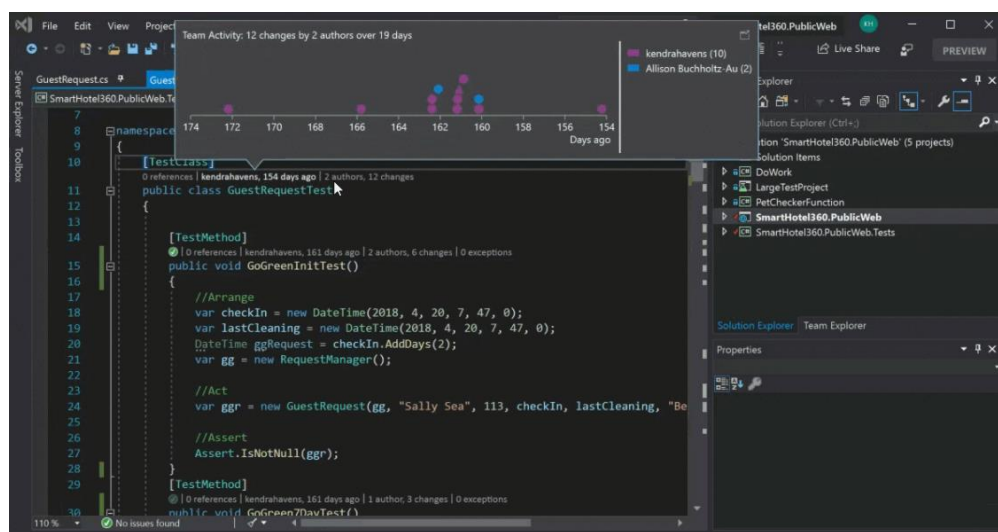 File Edit View Project
tel360.PublicWeb KH
Live Share PREVIEW
Team Activity: 12 changes by 2 authors over 19 days
kendrahavens (10)
Allison Buchholtz-Au (2)
174 172 170 168 166 164 162 160 158 156 154
Days ago
Server Explorer
Toolbox
GuestRequest.cs Guest
SmartHotel360.PublicWeb.Te
7
8 namespace
9 {
10 [TestClass]
0 references | kendrahavens, 154 days ago | 2 authors, 12 changes
11 public class GuestRequestTest
12 {
13
14 [TestMethod]
0 references | kendrahavens, 161 days ago | 2 authors, 6 changes | 0 exceptions
15 public void GoGreenInitTest()
16 {
17 //Arrange
18 var checkIn = new DateTime(2018, 4, 20, 7, 47, 0);
19 var lastCleaning = new DateTime(2018, 4, 20, 7, 47, 0);
20 DateTime ggRequest = checkIn.AddDays(2);
21 var gg = new RequestManager();
22
23 //Act
24 var ggr = new GuestRequest(gg, "Sally Sea", 113, checkIn, lastCleaning, "Be
25
26 //Assert
27 Assert.IsNotNull(ggr);
28 }
29 [TestMethod]
0 references | kendrahavens, 161 days ago | 1 author, 3 changes | 0 exceptions
30 public void GoGreen7DayTest()
110 % No issues found
Explorer
olution Explorer (Ctrl+;)
tion 'SmartHotel360.PublicWeb' (5 projects)
Solution Items
C# DoWork
LargeTestProject
C# PetCheckerFunction
SmartHotel360.PublicWeb
C# SmartHotel360.PublicWeb.Tests
Solution Explorer Team Explorer
Properties